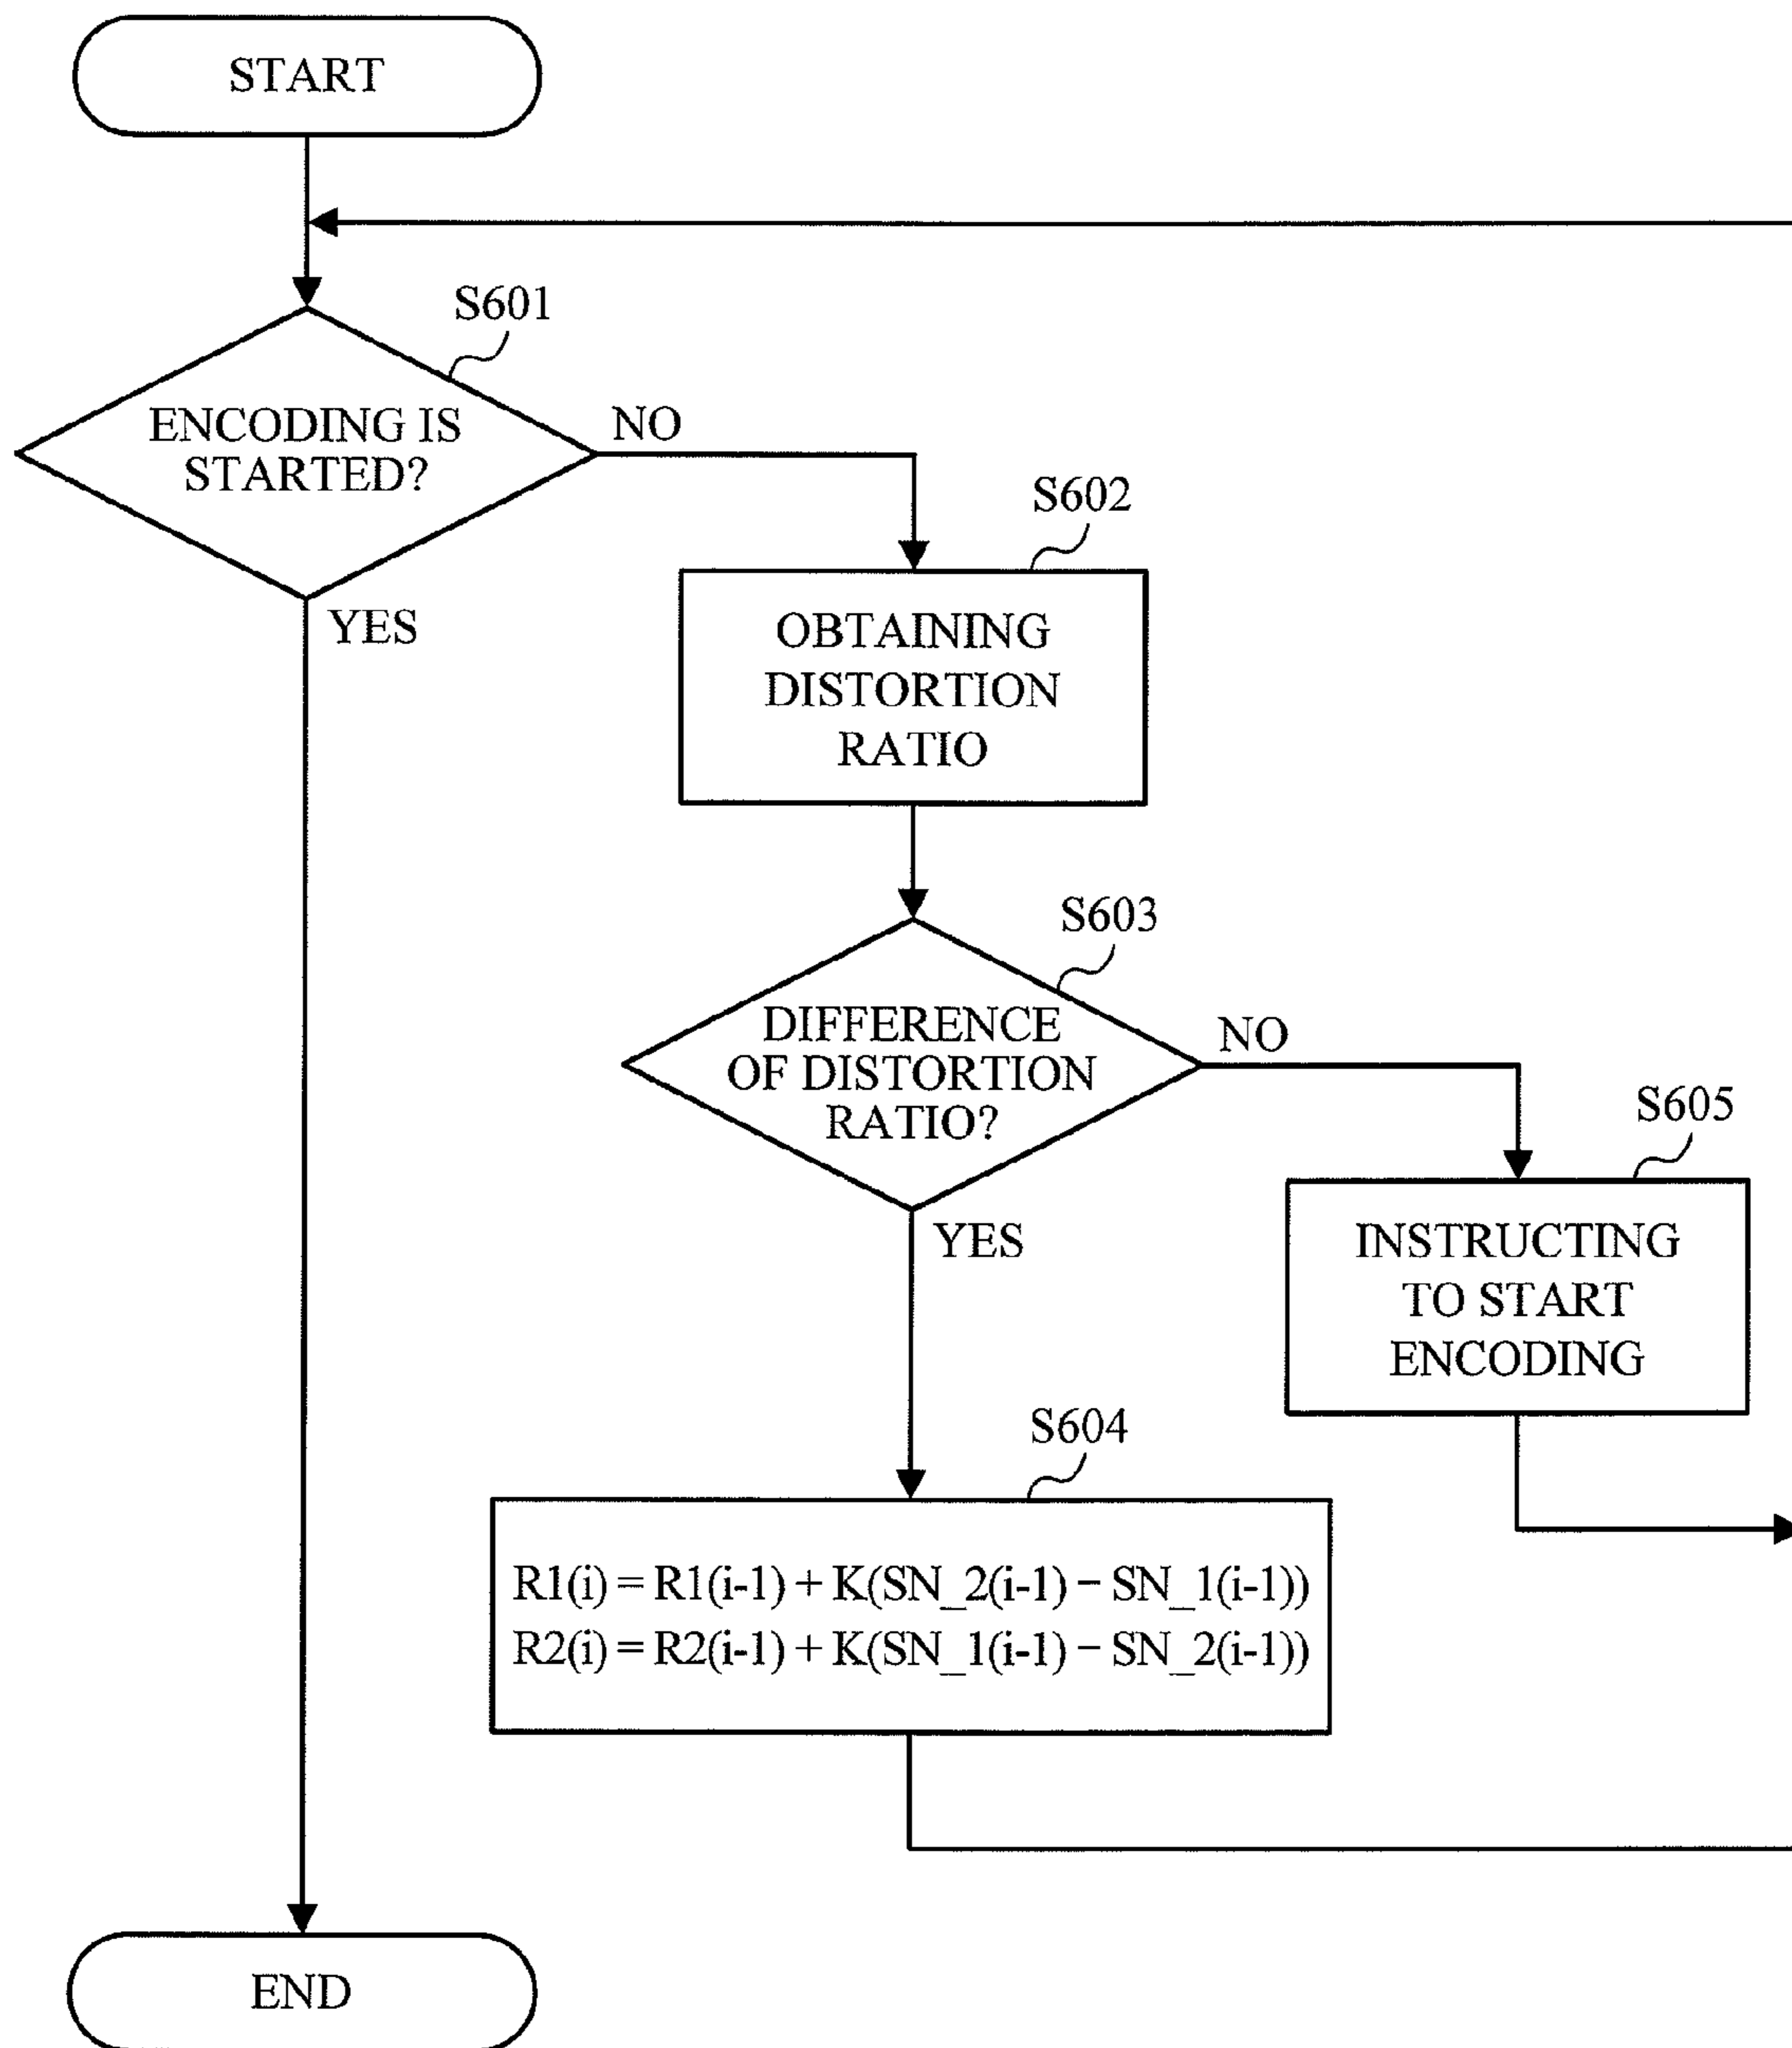 START
S601
ENCODING IS
STARTED?
NO
YES
S602
OBTAINING
DISTORTION
RATIO
S603
DIFFERENCE
OF DISTORTION
RATIO?
NO
YES
S605
INSTRUCTING
TO START
ENCODING
S604
R1(i) = R1(i-1) + K(SN_2(i-1) − SN_1(i-1))
R2(i) = R2(i-1) + K(SN_1(i-1) − SN_2(i-1))
END